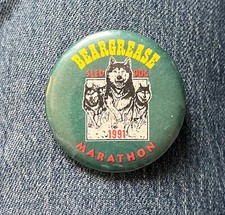 BEARGREASE
SLED DOG
1991
MARATHON